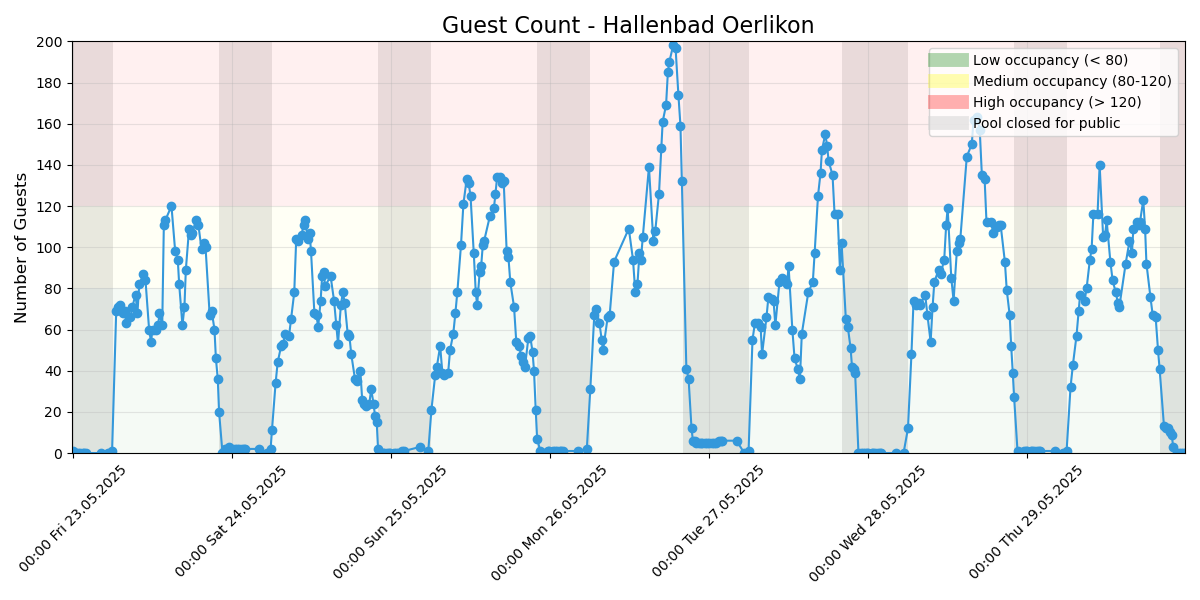 Guest Count - Hallenbad Oerlikon
Number of Guests
200
180
160
140
120
100
80
60
40
20
0
Low occupancy (< 80)
Medium occupancy (80-120)
High occupancy (> 120)
Pool closed for public
00:00 Fri 23.05.2025
00:00 Sat 24.05.2025
00:00 Sun 25.05.2025
00:00 Mon 26.05.2025
00:00 Tue 27.05.2025
00:00 Wed 28.05.2025
00:00 Thu 29.05.2025